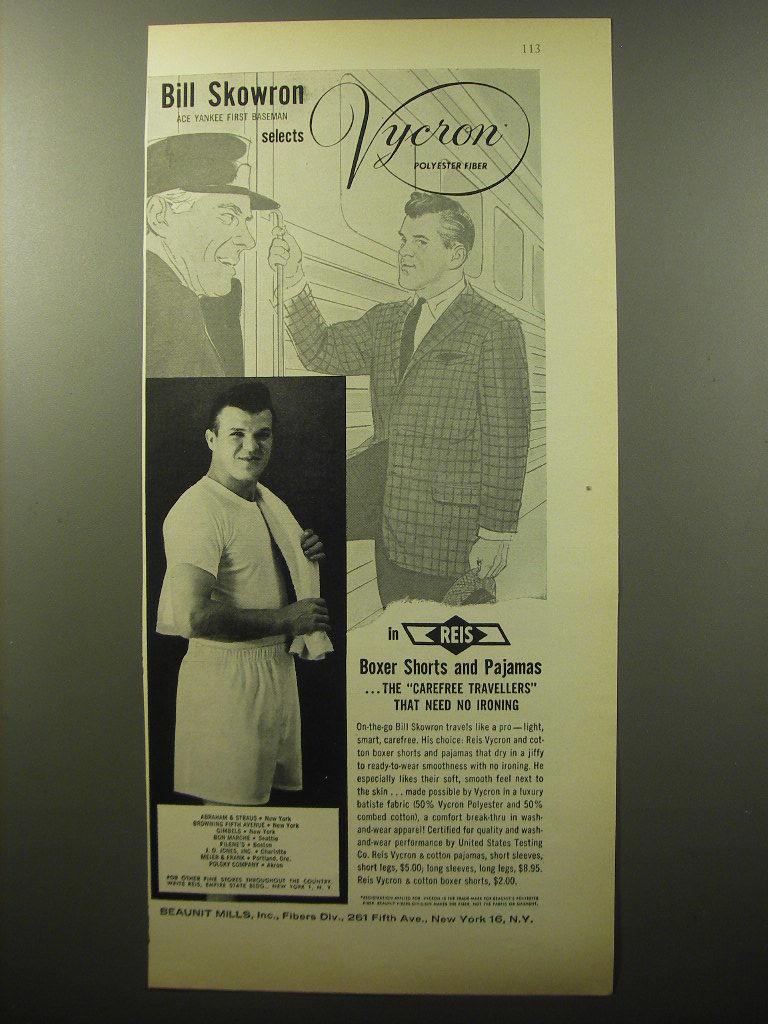 113
Bill Skowron
ACE YANKEE FIRST BASEMAN
selects
Vycron
POLYESTER FIBER
in REIS
Boxer Shorts and Pajamas
...THE "CAREFREE TRAVELLERS"
THAT NEED NO IRONING
On-the-go Bill Skowron travels like a pro—light,
smart, carefree. His choice: Reis Vycron and cot-
ton boxer shorts and pajamas that dry in a jiffy
to ready-to-wear smoothness with no ironing. He
especially likes their soft, smooth feel next to
the skin...made possible by Vycron in a luxury
batiste fabric (50% Vycron Polyester and 50%
combed cotton), a comfort break-thru in wash-
and-wear apparel! Certified for quality and wash-
and-wear performance by United States Testing
Co. Reis Vycron & cotton pajamas, short sleeves,
short legs, $5.00; long sleeves, long legs, $8.95.
Reis Vycron & cotton boxer shorts, $2.00.
ABRAHAM & STRAUS • New York
BROWNING FIFTH AVENUE • New York
GIMBELS • New York
BON MARCHE • Seattle
FILENE'S • Boston
MEIER & FRANK • Portland, Ore.
POLSKY COMPANY • Akron
FOR OTHER FINE STORES THROUGHOUT THE COUNTRY,
WRITE REIS, EMPIRE STATE BLDG., NEW YORK 1, N. Y.
BEAUNIT MILLS, Inc., Fibers Div., 261 Fifth Ave., New York 16, N.Y.